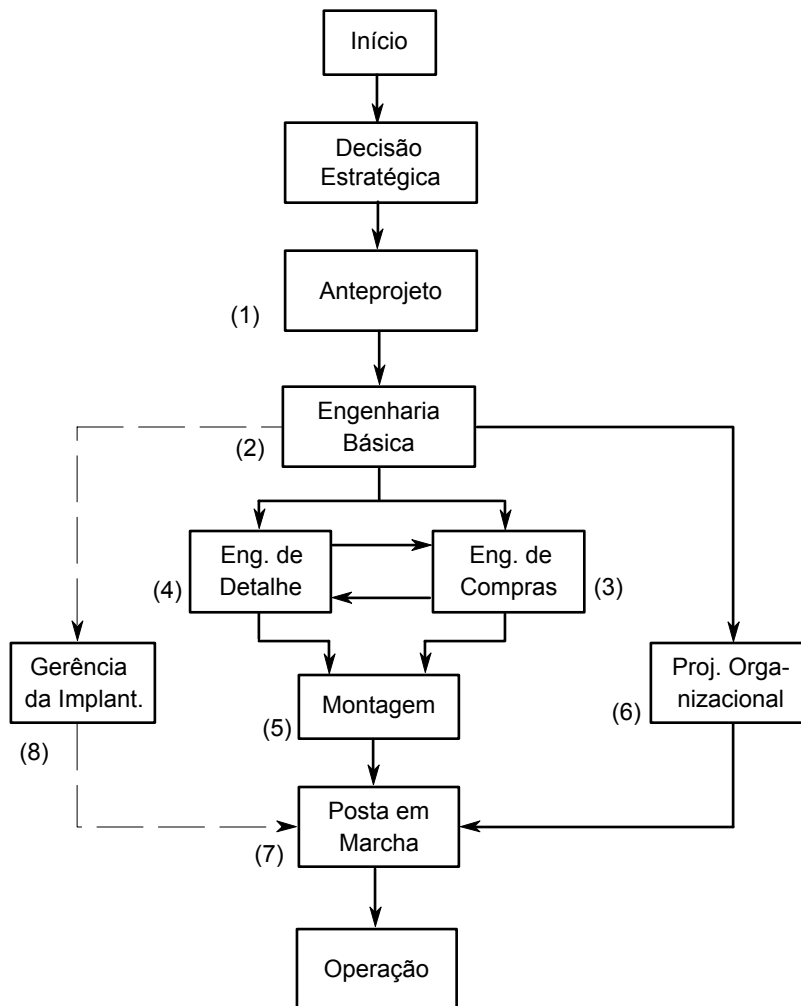 Início
Decisão
Estratégica
Anteprojeto
(1)
Engenharia
Básica
(2)
Eng. de
Detalhe
(4)
Eng. de
Compras
(3)
Gerência
da Implant.
(8)
Montagem
(5)
Proj. Orga-
nizacional
(6)
Posta em
Marcha
(7)
Operação